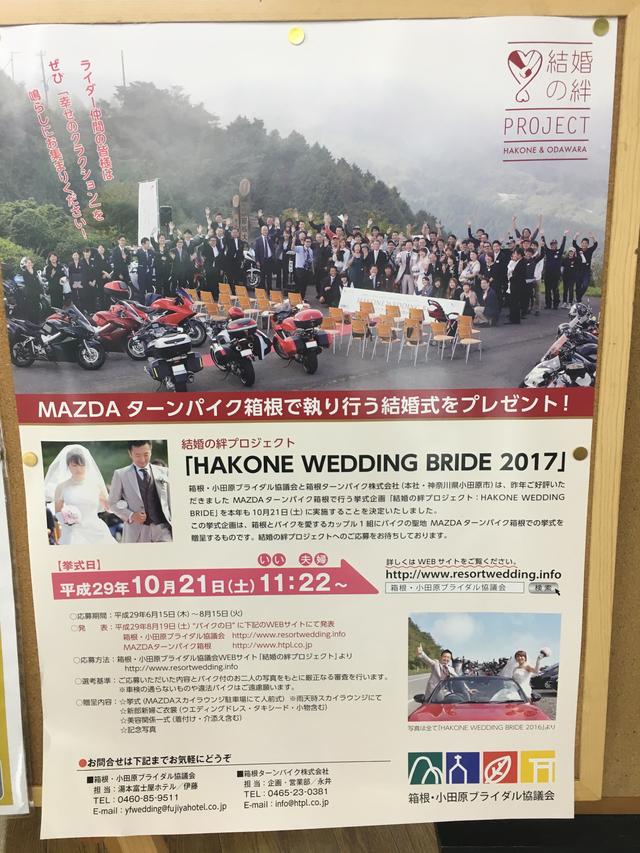 ライダー仲間の皆様は
ぜひ「幸せのクラクション」を
鳴らしにお集まりください!
結婚
の絆
PROJECT
HAKONE & ODAWARA
HAKONE WEDDING
MAZDA ターンパイク箱根で執り行う結婚式をプレゼント!
結婚の絆プロジェクト
「HAKONE WEDDING BRIDE 2017」
箱根・小田原ブライダル協議会と箱根ターンパイク株式会社(本社・神奈川県小田原市)は、昨年ご好評いた
だきました MAZDAターンパイク箱根で行う挙式企画「結婚の絆プロジェクト:HAKONE WEDDING
BRIDE」を本年も10月21日(土)に実施することを決定いたしました。
この挙式企画は、箱根とバイクを愛するカップル1組にバイクの聖地 MAZDAターンパイク箱根での挙式を
贈呈するものです。結婚の絆プロジェクトへのご応募をお待ちしております。
【挙式日】
いい 夫婦
平成29年10月21日(土)11:22~
詳しくはWEBサイトをご覧ください。
http://www.resortwedding.info
箱根・小田原ブライダル協議会 検索
○応募期間:平成29年6月15日(木)~8月15日(火)
○発 表:平成29年8月19日(土)"バイクの日"に下記のWEBサイトにて発表
箱根・小田原ブライダル協議会 http://www.resortwedding.info
MAZDAターンパイク箱根 http://www.htpl.co.jp
○応募方法:箱根・小田原ブライダル協議会WEBサイト「結婚の絆プロジェクト」より
http://www.resortwedding.info
○選考基準:ご応募いただいた内容とバイク付のお二人の写真をもとに厳正なる審査を行います。
※車検の通らないものや違法バイクはご遠慮願います。
○贈呈内容:☆挙式(MAZDAスカイラウンジ駐車場にて人前式)※雨天時スカイラウンジにて
☆新郎新婦ご衣裳(ウエディングドレス・タキシード・小物含む)
☆美容関係一式(着付け・介添え含む)
☆記念写真
写真は全て「HAKONE WEDDING BRIDE 2016」より
●お問合せは下記までお気軽にどうぞ
■箱根・小田原ブライダル協議会
担当:湯本富士屋ホテル/伊藤
TEL:0460-85-9511
E-mail:yfwedding@fujiyahotel.co.jp
■箱根ターンパイク株式会社
担当:企画・営業部/永井
TEL:0465-23-0381
E-mail:info@htpl.co.jp
箱根・小田原ブライダル協議会